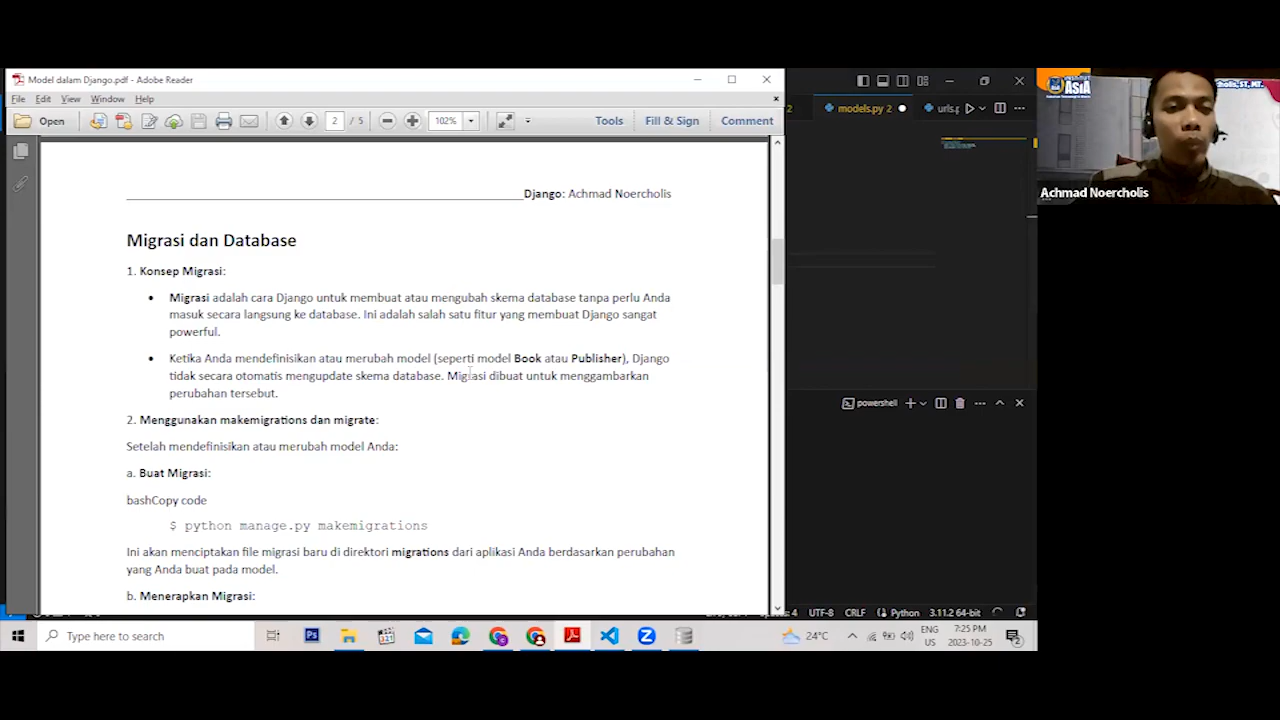 Model dalam Django.pdf - Adobe Reader
File Edit View Window Help
Open 2 / 5 102% Tools Fill & Sign Comment
Django: Achmad Noercholis
Migrasi dan Database
1. Konsep Migrasi:
• Migrasi adalah cara Django untuk membuat atau mengubah skema database tanpa perlu Anda
masuk secara langsung ke database. Ini adalah salah satu fitur yang membuat Django sangat
powerful.
• Ketika Anda mendefinisikan atau merubah model (seperti model Book atau Publisher), Django
tidak secara otomatis mengupdate skema database. Migrasi dibuat untuk menggambarkan
perubahan tersebut.
2. Menggunakan makemigrations dan migrate:
Setelah mendefinisikan atau merubah model Anda:
a. Buat Migrasi:
bashCopy code
$ python manage.py makemigrations
Ini akan menciptakan file migrasi baru di direktori migrations dari aplikasi Anda berdasarkan perubahan
yang Anda buat pada model.
b. Menerapkan Migrasi:
2 models.py 2 urls.p
powershell
UTF-8 CRLF Python 3.11.2 64-bit
ASIA
Achmad Noercholis
Type here to search
24°C
ENG
US
7:25 PM
2023-10-25
2